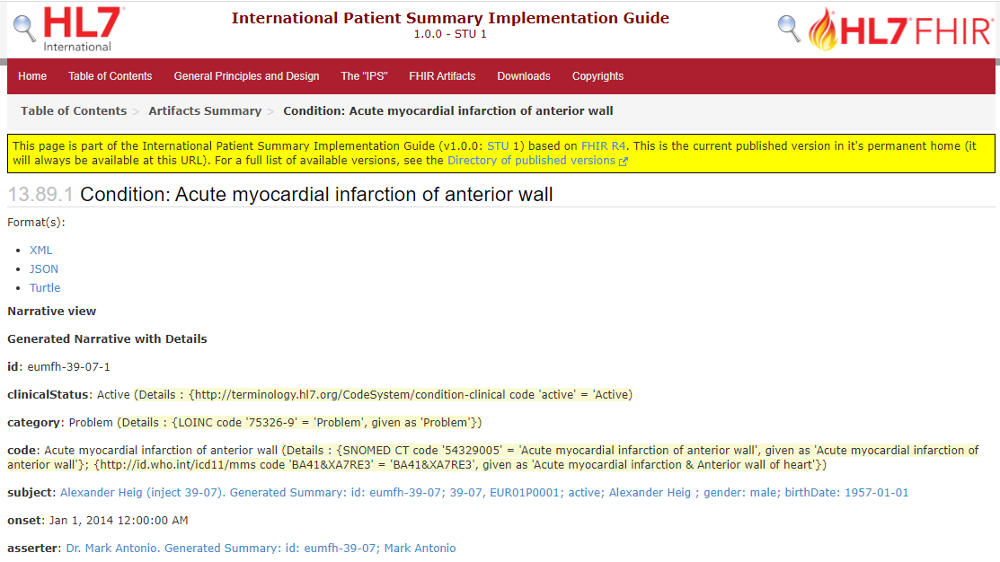 HL7®
International
International Patient Summary Implementation Guide
1.0.0 - STU 1
HL7® FHIR®
Home Table of Contents General Principles and Design The "IPS" FHIR Artifacts Downloads Copyrights
Table of Contents > Artifacts Summary > Condition: Acute myocardial infarction of anterior wall
This page is part of the International Patient Summary Implementation Guide (v1.0.0: STU 1) based on FHIR R4. This is the current published version in it's permanent home (it
will always be available at this URL). For a full list of available versions, see the Directory of published versions
13.89.1 Condition: Acute myocardial infarction of anterior wall
Format(s):
• XML
• JSON
• Turtle
Narrative view
Generated Narrative with Details
id: eumfh-39-07-1
clinicalStatus: Active (Details : {http://terminology.hl7.org/CodeSystem/condition-clinical code 'active' = 'Active)
category: Problem (Details : {LOINC code '75326-9' = 'Problem', given as 'Problem'})
code: Acute myocardial infarction of anterior wall (Details : {SNOMED CT code '54329005' = 'Acute myocardial infarction of anterior wall', given as 'Acute myocardial infarction of
anterior wall'}; {http://id.who.int/icd11/mms code 'BA41&XA7RE3' = 'BA41&XA7RE3', given as 'Acute myocardial infarction & Anterior wall of heart'})
subject: Alexander Heig (inject 39-07). Generated Summary: id: eumfh-39-07; 39-07, EUR01P0001; active; Alexander Heig ; gender: male; birthDate: 1957-01-01
onset: Jan 1, 2014 12:00:00 AM
asserter: Dr. Mark Antonio. Generated Summary: id: eumfh-39-07; Mark Antonio